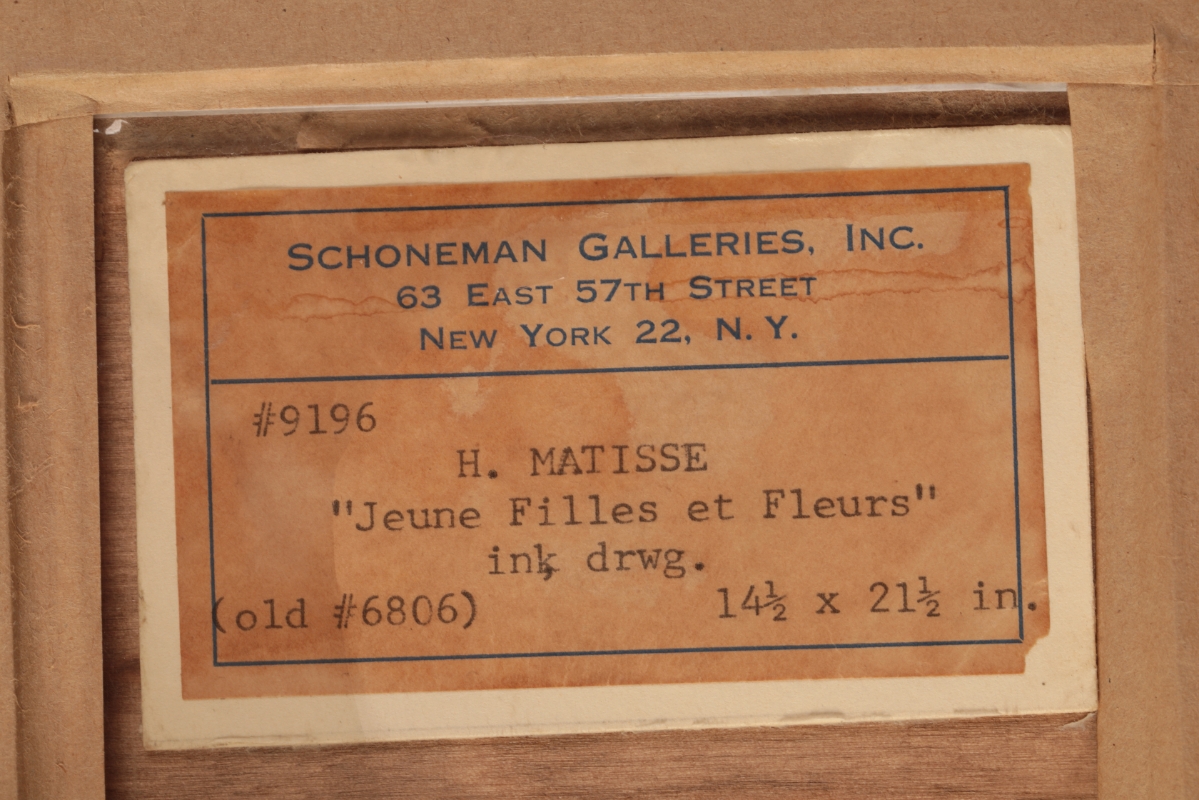 SCHONEMAN GALLERIES, INC.
63 EAST 57TH STREET
NEW YORK 22, N. Y.
#9196
H. MATISSE
"Jeune Filles et Fleurs"
ink drwg.
(old #6806) 14½ x 21½ in.